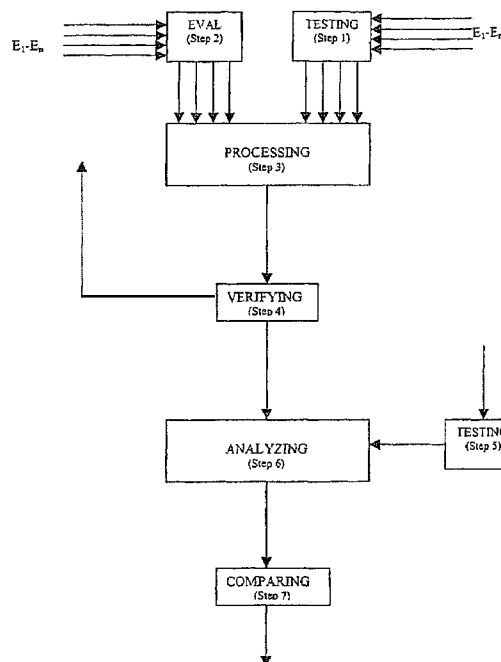 EVAL
(Step 2)
TESTING
(Step 1)
E₁-Eₙ
E₁-E
PROCESSING
(Step 3)
VERIFYING
(Step 4)
TESTING
(Step 5)
ANALYZING
(Step 6)
COMPARING
(Step 7)